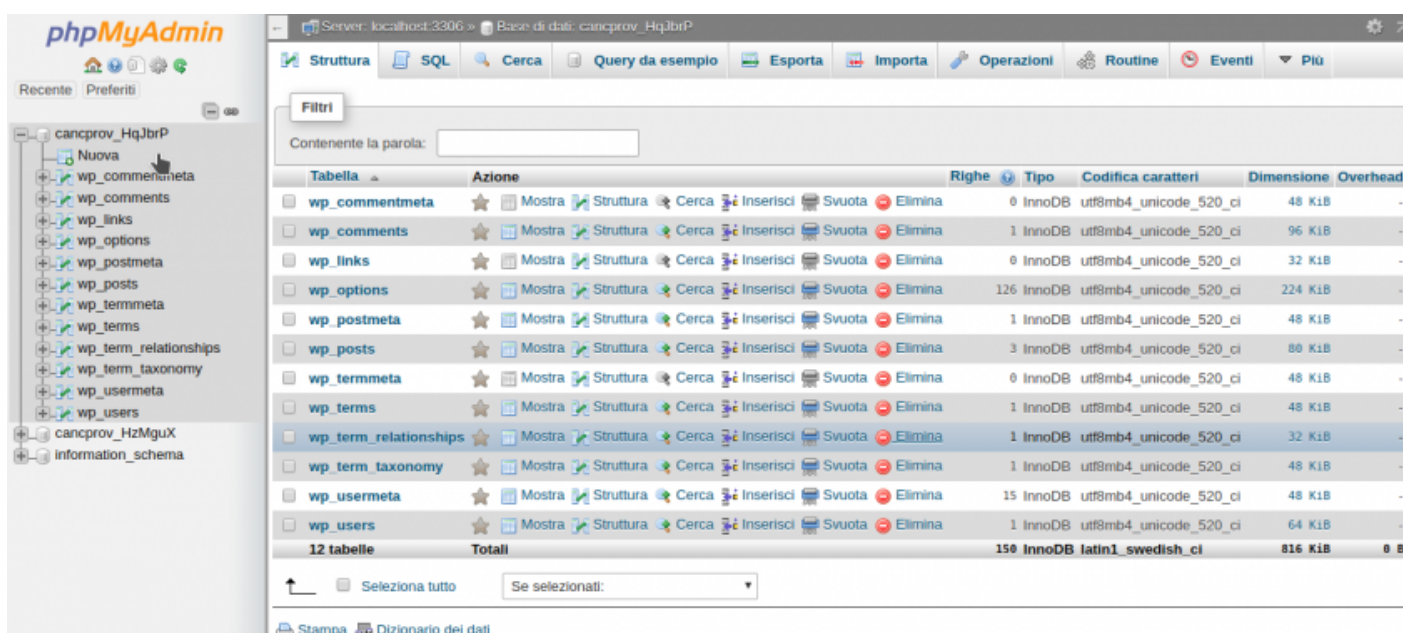 phpMyAdmin
Recente Preferiti
cancprov_HqJbrP
Nuova
wp_commentmeta
wp_comments
wp_links
wp_options
wp_postmeta
wp_posts
wp_termmeta
wp_terms
wp_term_relationships
wp_term_taxonomy
wp_usermeta
wp_users
cancprov_HzMguX
information_schema
Server: localhost:3306 » Base di dati: cancprov_HqJbrP
Struttura SQL Cerca Query da esempio Esporta Importa Operazioni Routine Eventi Più
Filtri
Contenente la parola:
Tabella Azione Righe Tipo Codifica caratteri Dimensione Overhead
wp_commentmeta Mostra Struttura Cerca Inserisci Svuota Elimina 0 InnoDB utf8mb4_unicode_520_ci 48 KiB -
wp_comments Mostra Struttura Cerca Inserisci Svuota Elimina 1 InnoDB utf8mb4_unicode_520_ci 96 KiB -
wp_links Mostra Struttura Cerca Inserisci Svuota Elimina 0 InnoDB utf8mb4_unicode_520_ci 32 KiB -
wp_options Mostra Struttura Cerca Inserisci Svuota Elimina 126 InnoDB utf8mb4_unicode_520_ci 224 KiB -
wp_postmeta Mostra Struttura Cerca Inserisci Svuota Elimina 1 InnoDB utf8mb4_unicode_520_ci 48 KiB -
wp_posts Mostra Struttura Cerca Inserisci Svuota Elimina 3 InnoDB utf8mb4_unicode_520_ci 80 KiB -
wp_termmeta Mostra Struttura Cerca Inserisci Svuota Elimina 0 InnoDB utf8mb4_unicode_520_ci 48 KiB -
wp_terms Mostra Struttura Cerca Inserisci Svuota Elimina 1 InnoDB utf8mb4_unicode_520_ci 48 KiB -
wp_term_relationships Mostra Struttura Cerca Inserisci Svuota Elimina 1 InnoDB utf8mb4_unicode_520_ci 32 KiB -
wp_term_taxonomy Mostra Struttura Cerca Inserisci Svuota Elimina 1 InnoDB utf8mb4_unicode_520_ci 48 KiB -
wp_usermeta Mostra Struttura Cerca Inserisci Svuota Elimina 15 InnoDB utf8mb4_unicode_520_ci 48 KiB -
wp_users Mostra Struttura Cerca Inserisci Svuota Elimina 1 InnoDB utf8mb4_unicode_520_ci 64 KiB -
12 tabelle Totali 150 InnoDB latin1_swedish_ci 816 KiB 0 B
Seleziona tutto Se selezionati:
Stampa Dizionario dei dati